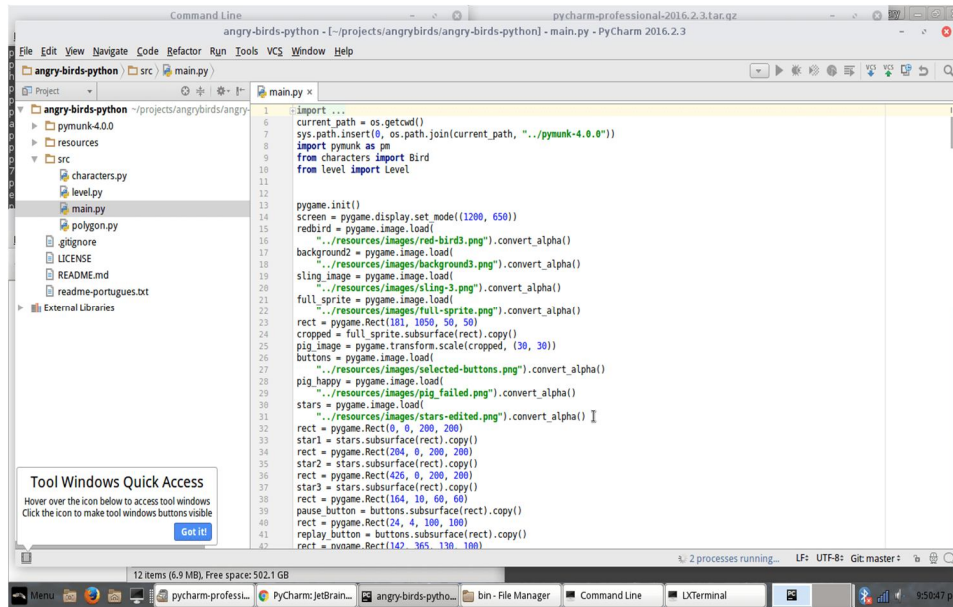 Command Line
pycharm-professional-2016.2.3.tar.gz
angry-birds-python - [~/projects/angrybirds/angry-birds-python] - main.py - PyCharm 2016.2.3
File Edit View Navigate Code Refactor Run Tools VCS Window Help
angry-birds-python src main.py
Project
main.py ×
angry-birds-python ~/projects/angrybirds/angry-
pymunk-4.0.0
resources
src
characters.py
level.py
main.py
polygon.py
.gitignore
LICENSE
README.md
readme-portugues.txt
External Libraries
1 import ...
6 current_path = os.getcwd()
7 sys.path.insert(0, os.path.join(current_path, "../pymunk-4.0.0"))
8 import pymunk as pm
9 from characters import Bird
10 from level import Level
11
12
13 pygame.init()
14 screen = pygame.display.set_mode((1200, 650))
15 redbird = pygame.image.load(
16 "../resources/images/red-bird3.png").convert_alpha()
17 background2 = pygame.image.load(
18 "../resources/images/background3.png").convert_alpha()
19 sling_image = pygame.image.load(
20 "../resources/images/sling-3.png").convert_alpha()
21 full_sprite = pygame.image.load(
22 "../resources/images/full-sprite.png").convert_alpha()
23 rect = pygame.Rect(181, 1050, 50, 50)
24 cropped = full_sprite.subsurface(rect).copy()
25 pig_image = pygame.transform.scale(cropped, (30, 30))
26 buttons = pygame.image.load(
27 "../resources/images/selected-buttons.png").convert_alpha()
28 pig_happy = pygame.image.load(
29 "../resources/images/pig_failed.png").convert_alpha()
30 stars = pygame.image.load(
31 "../resources/images/stars-edited.png").convert_alpha()
32 rect = pygame.Rect(0, 0, 200, 200)
33 star1 = stars.subsurface(rect).copy()
34 rect = pygame.Rect(204, 0, 200, 200)
35 star2 = stars.subsurface(rect).copy()
36 rect = pygame.Rect(426, 0, 200, 200)
37 star3 = stars.subsurface(rect).copy()
38 rect = pygame.Rect(164, 10, 60, 60)
39 pause_button = buttons.subsurface(rect).copy()
40 rect = pygame.Rect(24, 4, 100, 100)
41 replay_button = buttons.subsurface(rect).copy()
42 rect = pygame.Rect(142, 365, 130, 100)
Tool Windows Quick Access
Hover over the icon below to access tool windows
Click the icon to make tool windows buttons visible
Got it!
2 processes running... LF÷ UTF-8÷ Git: master÷
12 items (6.9 MB), Free space: 502.1 GB
Menu pycharm-professi... PyCharm: JetBrain... angry-birds-pytho... bin - File Manager Command Line LXTerminal 9:50:47 p